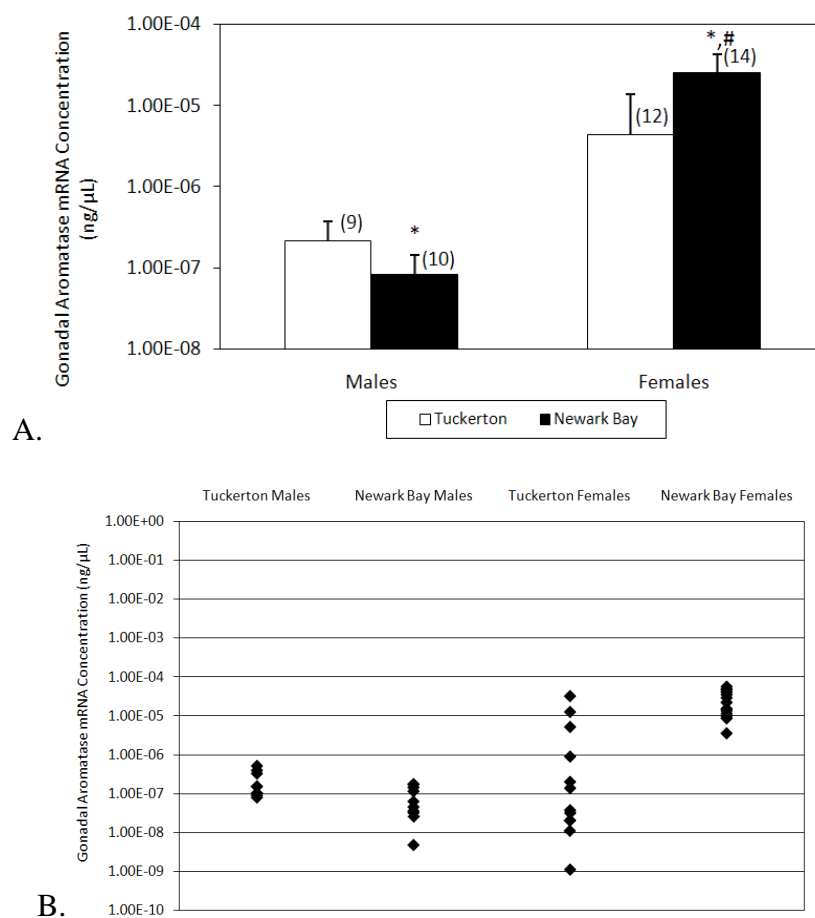 1.00E-04
1.00E-05
1.00E-06
1.00E-07
1.00E-08
Gonadal Aromatase mRNA Concentration
(ng/µL)
(9)
*
(10)
(12)
*,#
(14)
Males
Females
Tuckerton
Newark Bay
A.
Tuckerton Males
Newark Bay Males
Tuckerton Females
Newark Bay Females
1.00E+00
1.00E-01
1.00E-02
1.00E-03
1.00E-04
1.00E-05
1.00E-06
1.00E-07
1.00E-08
1.00E-09
1.00E-10
Gonadal Aromatase mRNA Concentration (ng/µL)
B.